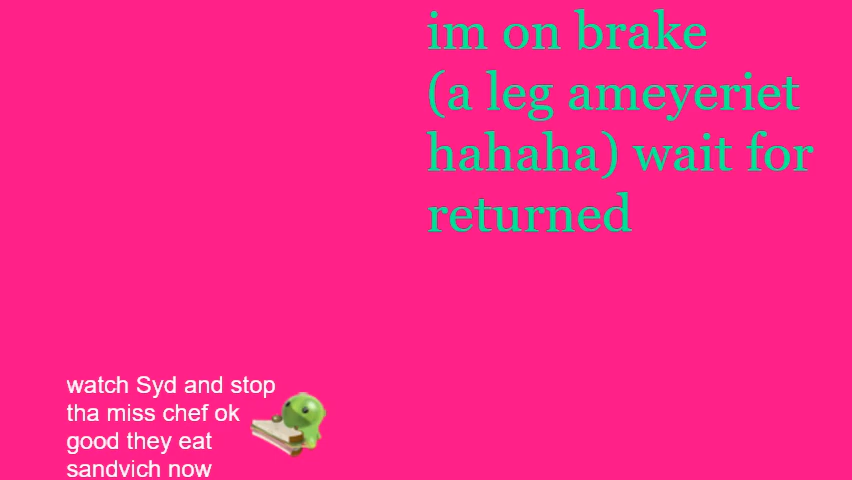 im on brake
(a leg ameyeriet
hahaha) wait for
returned
watch Syd and stop
tha miss chef ok
good they eat
sandvich now